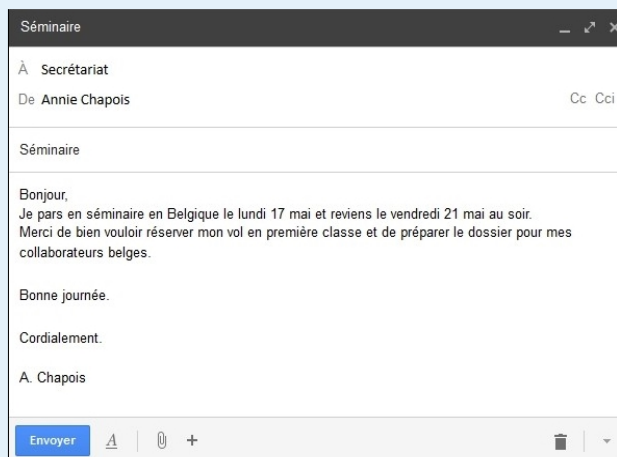 Séminaire
À Secrétariat
De Annie Chapois Cc Cci
Séminaire
Bonjour,
Je pars en séminaire en Belgique le lundi 17 mai et reviens le vendredi 21 mai au soir.
Merci de bien vouloir réserver mon vol en première classe et de préparer le dossier pour mes
collaborateurs belges.
Bonne journée.
Cordialement.
A. Chapois
Envoyer A